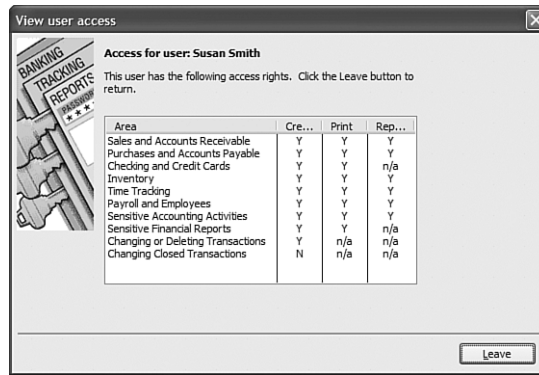 View user access
BANKING
TRACKING
REPORTS
PASSWORD
****
Access for user: Susan Smith
This user has the following access rights. Click the Leave button to
return.
Area Cre... Print Rep...
Sales and Accounts Receivable Y Y Y
Purchases and Accounts Payable Y Y Y
Checking and Credit Cards Y Y n/a
Inventory Y Y Y
Time Tracking Y Y Y
Payroll and Employees Y Y Y
Sensitive Accounting Activities Y Y Y
Sensitive Financial Reports Y Y n/a
Changing or Deleting Transactions Y n/a n/a
Changing Closed Transactions N n/a n/a
Leave